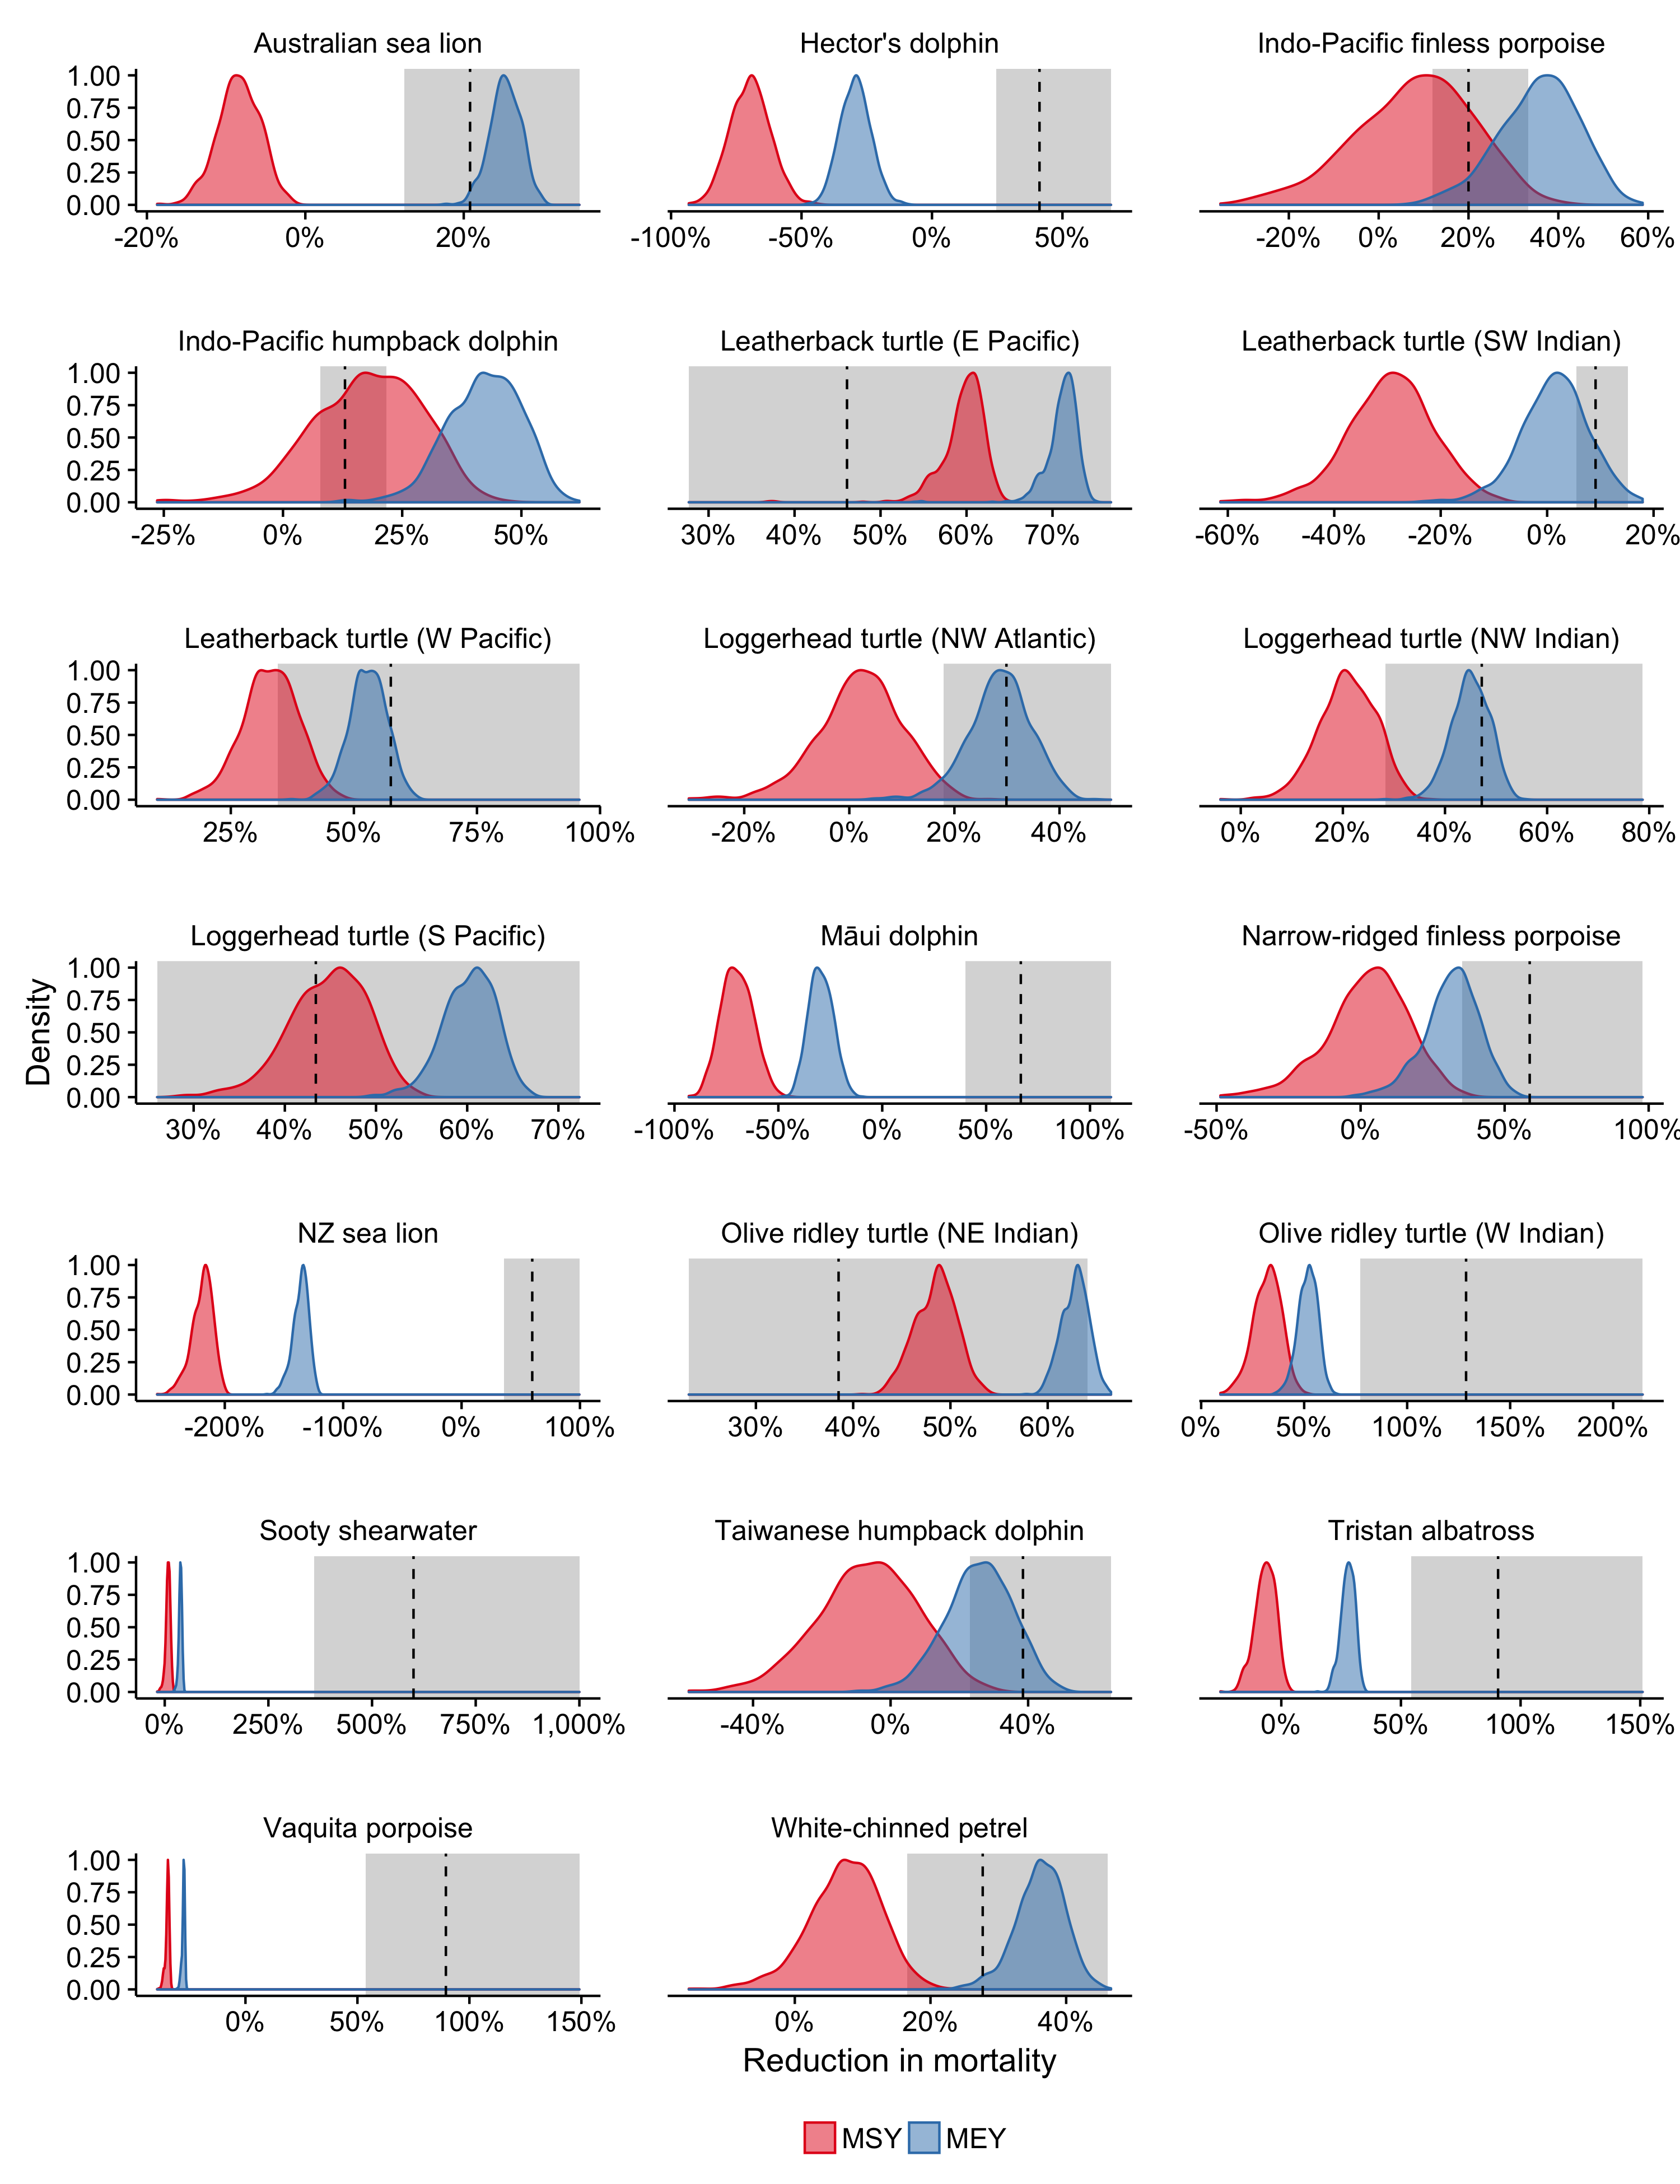 Australian sea lion Hector's dolphin Indo-Pacific finless porpoise
1.00
0.75
0.50
0.25
0.00
-20% 0% 20% -100% -50% 0% 50% -20% 0% 20% 40% 60%
Indo-Pacific humpback dolphin Leatherback turtle (E Pacific) Leatherback turtle (SW Indian)
1.00
0.75
0.50
0.25
0.00
-25% 0% 25% 50% 30% 40% 50% 60% 70% -60% -40% -20% 0% 20%
Leatherback turtle (W Pacific) Loggerhead turtle (NW Atlantic) Loggerhead turtle (NW Indian)
1.00
0.75
0.50
0.25
0.00
25% 50% 75% 100% -20% 0% 20% 40% 0% 20% 40% 60% 80%
Loggerhead turtle (S Pacific) Māui dolphin Narrow-ridged finless porpoise
1.00
0.75
0.50
0.25
0.00
Density
30% 40% 50% 60% 70% -100% -50% 0% 50% 100% -50% 0% 50% 100%
NZ sea lion Olive ridley turtle (NE Indian) Olive ridley turtle (W Indian)
1.00
0.75
0.50
0.25
0.00
-200% -100% 0% 100% 30% 40% 50% 60% 0% 50% 100% 150% 200%
Sooty shearwater Taiwanese humpback dolphin Tristan albatross
1.00
0.75
0.50
0.25
0.00
0% 250% 500% 750% 1,000% -40% 0% 40% 0% 50% 100% 150%
Vaquita porpoise White-chinned petrel
1.00
0.75
0.50
0.25
0.00
0% 50% 100% 150% 0% 20% 40%
Reduction in mortality
MSY MEY